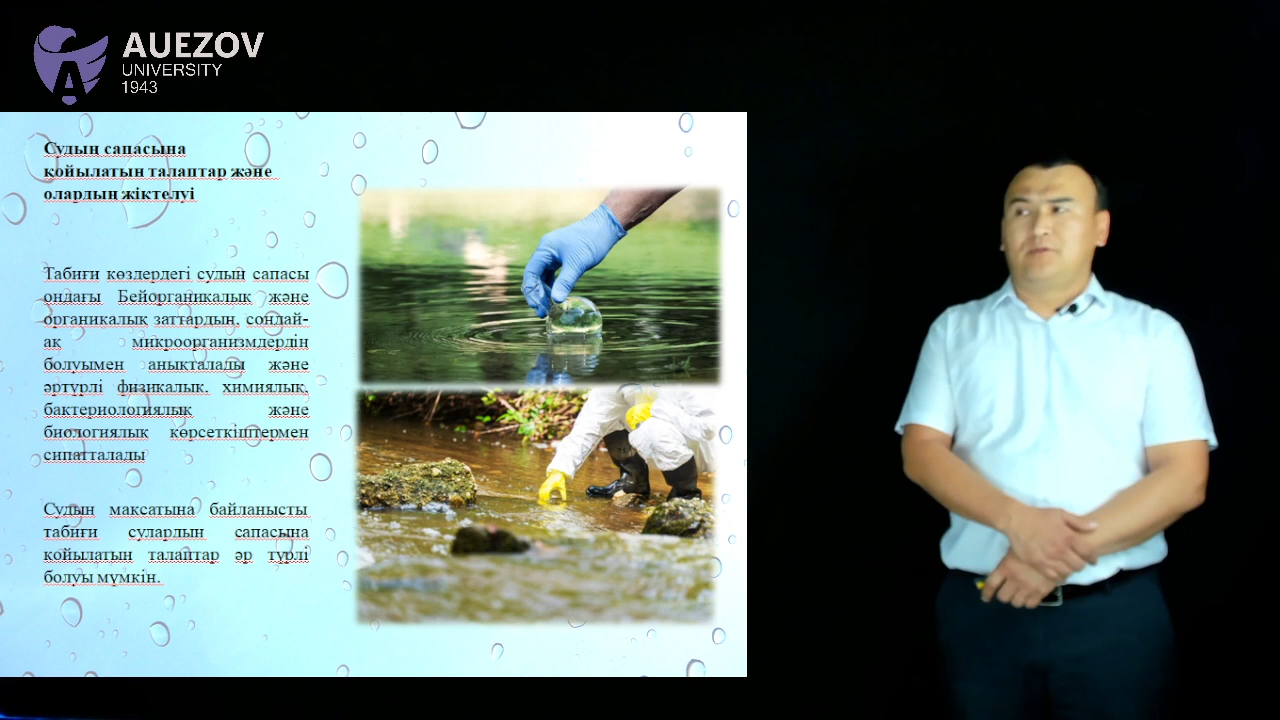 AUEZOV
UNIVERSITY
1943
Судың сапасына
қойылатын талаптар және
олардың жіктелуі
Табиғи көздердегі судың сапасы
ондағы Бейорганикалық және
органикалық заттардың, сондай-
ақ микроорганизмдердің
болуымен анықталады және
әртүрлі физикалық, химиялық,
бактериологиялық және
биологиялық көрсеткіштермен
сипатталады
Судың мақсатына байланысты
табиғи сулардың сапасына
қойылатын талаптар әр түрлі
болуы мүмкін.